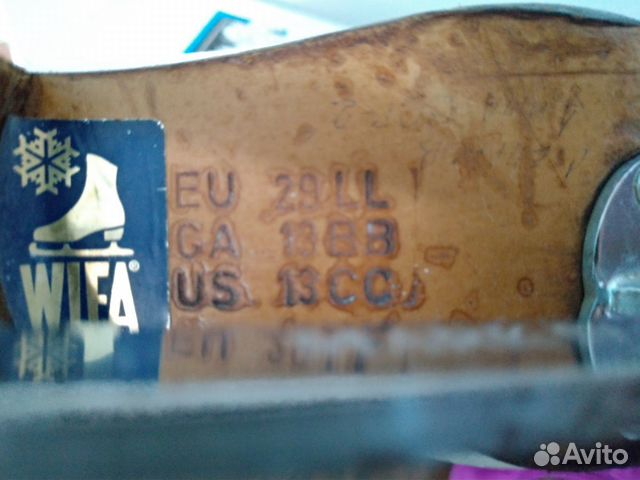 WIFA®
EU 29LL
CA 13BB
US 13CC
Avito